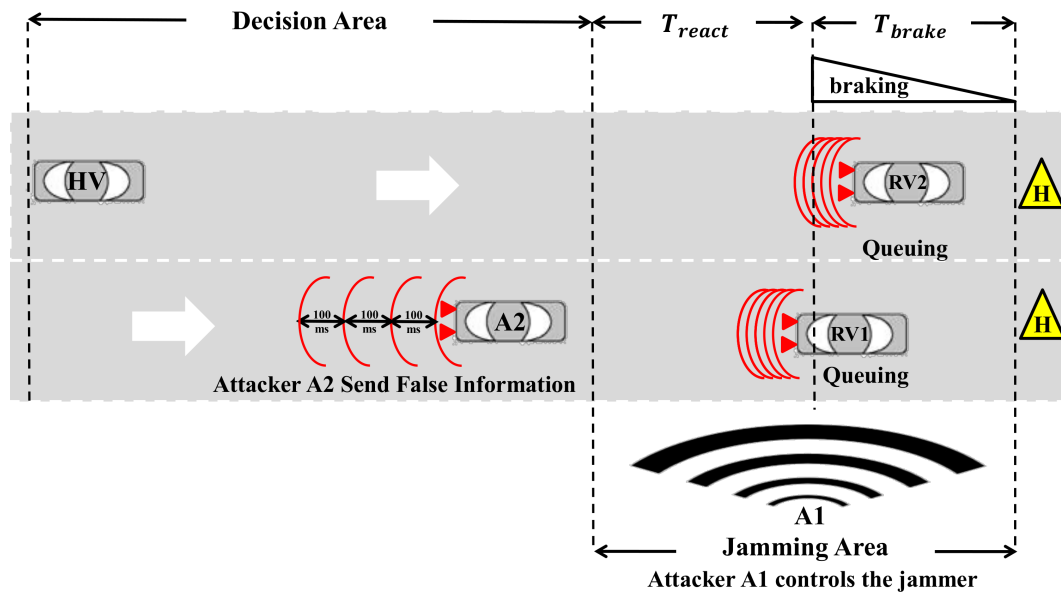 Decision Area
T_react
T_brake
braking
HV
RV2
H
Queuing
100 ms
100 ms
100 ms
A2
RV1
H
Attacker A2 Send False Information
Queuing
A1
Jamming Area
Attacker A1 controls the jammer